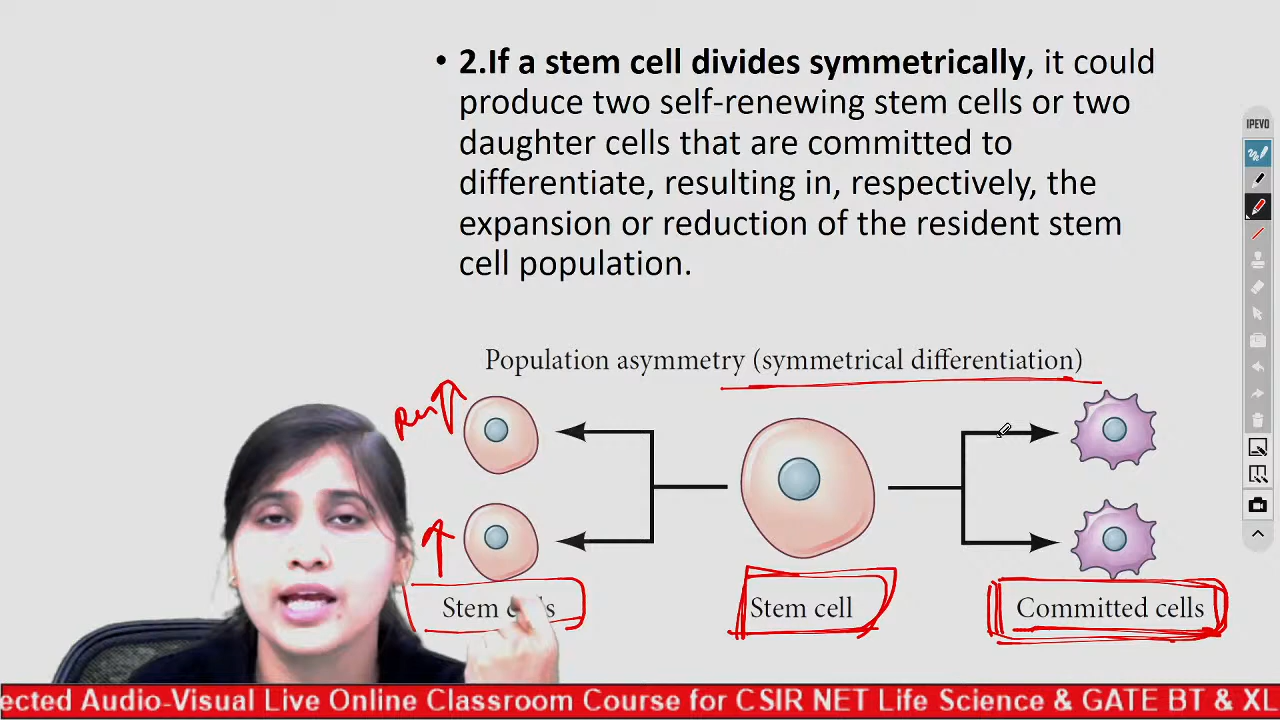 • 2.If a stem cell divides symmetrically, it could
produce two self-renewing stem cells or two
daughter cells that are committed to
differentiate, resulting in, respectively, the
expansion or reduction of the resident stem
cell population.
IPEVO
Population asymmetry (symmetrical differentiation)
Stem cells
Stem cell
Committed cells
ected Audio-Visual Live Online Classroom Course for CSIR NET Life Science & GATE BT & XL